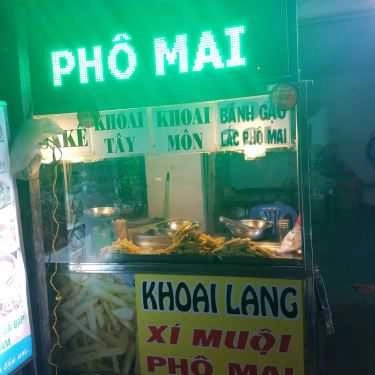 PHÔ MAI
KHOAI TÂY
KHOAI MÔN
BÁNH GẠO
LẮC PHÔ MAI
KHOAI LANG
XÍ MUỘI
PHÔ MAI